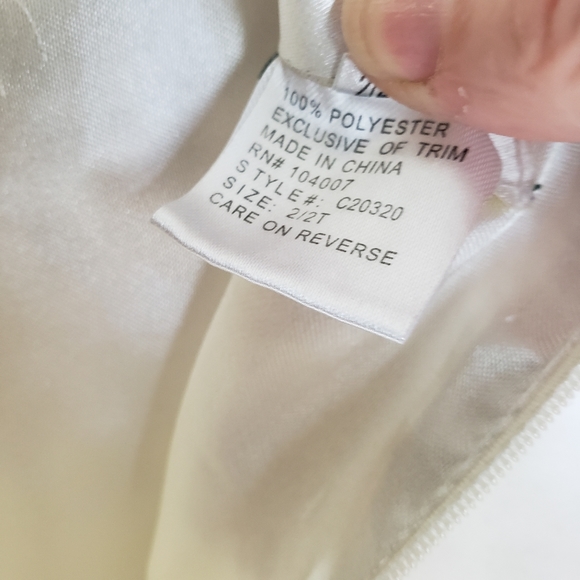 100% POLYESTER
EXCLUSIVE OF TRIM
MADE IN CHINA
RN# 104007
STYLE#: C20320
SIZE: 2/2T
CARE ON REVERSE